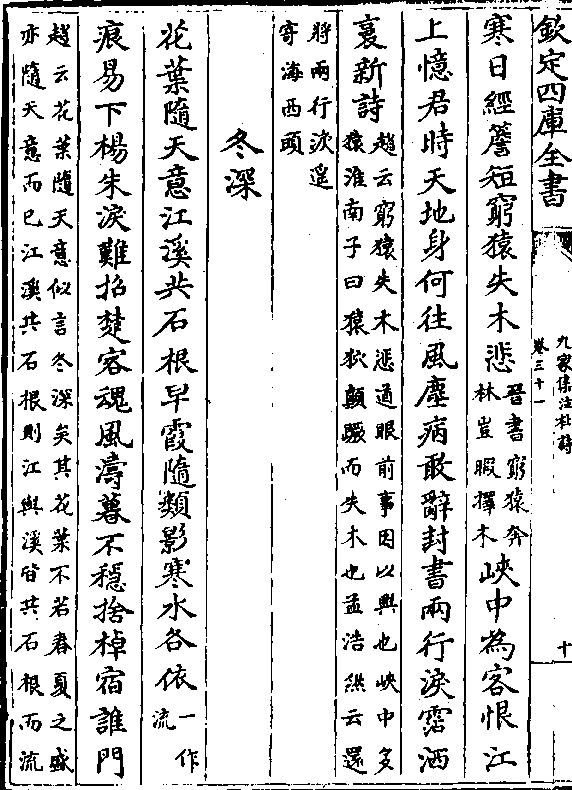 欽定四庫全書
九家集注杜詩
卷三十一
十
寒日經簷短窮猿失木悲
晉書窮猿奔
林豈暇擇木
峽中為客恨江
上憶君時天地身何往風塵病敢辭封書兩行淚霑洒
裛新詩
趙云窮猿失木悲道眼前事因以興也峽中多
猿淮南子曰猿狖顛蹶而失木也孟浩然云還
將兩行淚遥
寄海西頭
冬深
花葉隨天意江溪共石根早霞隨類影寒水各依
一作
流
痕易下楊朱淚難招楚客魂風濤暮不穩捨棹宿誰門
趙云花葉隨天意似言冬深矣其花葉不若春夏之盛
亦隨天意而已江溪共石根則江與溪皆共石根而流